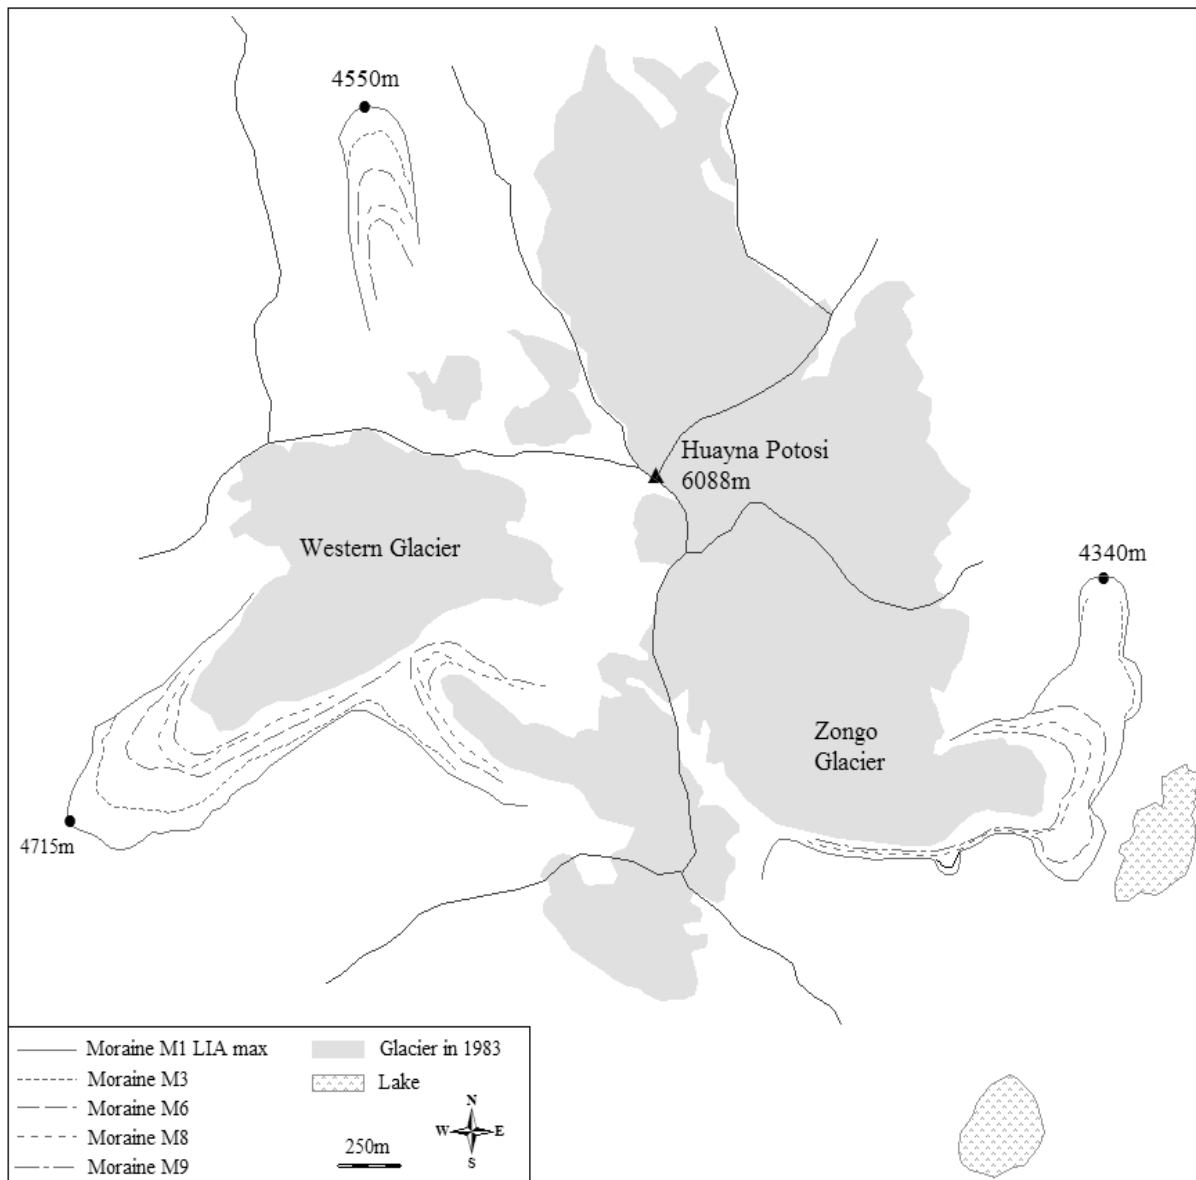 4550m
Huayna Potosi
6088m
Western Glacier
4340m
Zongo
Glacier
4715m
Moraine M1 LIA max
Moraine M3
Moraine M6
Moraine M8
Moraine M9
Glacier in 1983
Lake
250m
N
W E
S